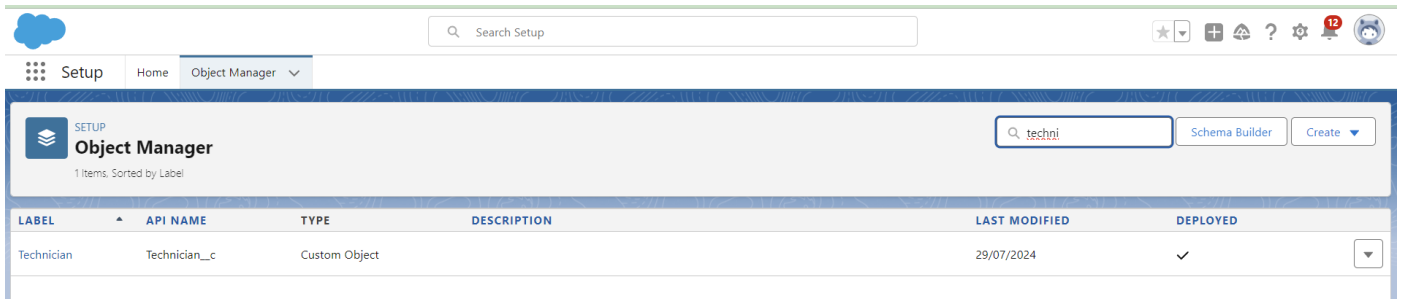 Search Setup
12
Setup Home Object Manager
SETUP
Object Manager
1 Items, Sorted by Label
techni
Schema Builder
Create
LABEL API NAME TYPE DESCRIPTION LAST MODIFIED DEPLOYED
Technician Technician__c Custom Object 29/07/2024